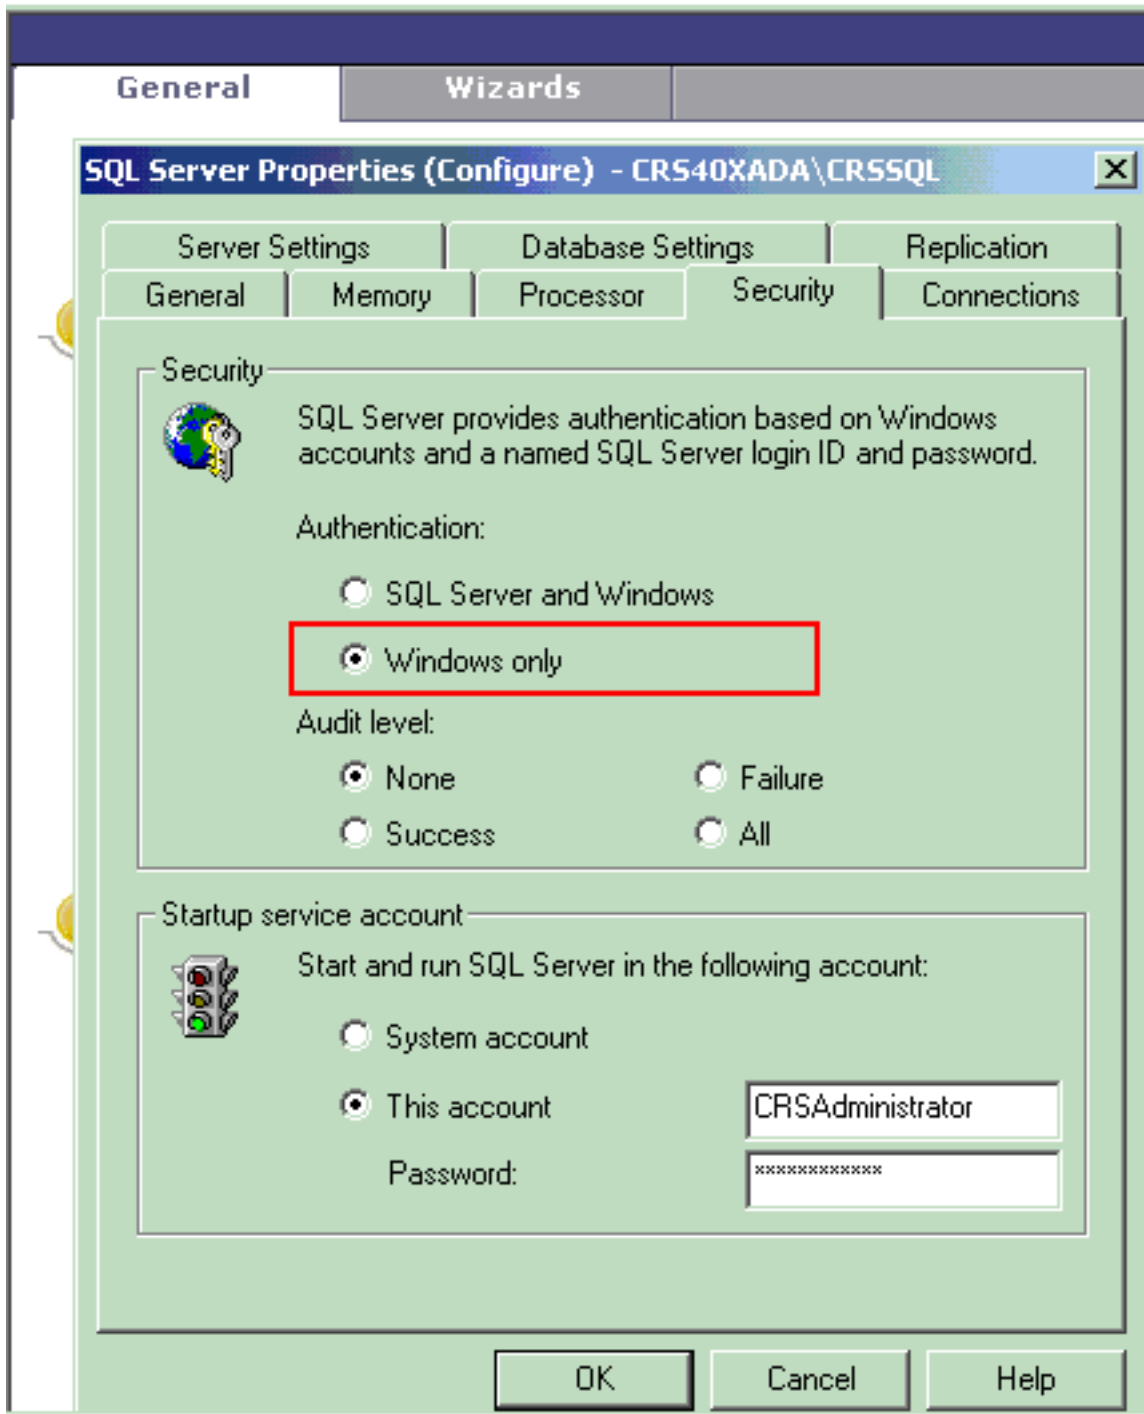 General Wizards
SQL Server Properties (Configure) - CRS40XADA\CRSSQL
Server Settings Database Settings Replication
General Memory Processor Security Connections
Security
SQL Server provides authentication based on Windows
accounts and a named SQL Server login ID and password.
Authentication:
SQL Server and Windows
Windows only
Audit level:
None Failure
Success All
Startup service account
Start and run SQL Server in the following account:
System account
This account CRSAdministrator
Password: ************
OK Cancel Help